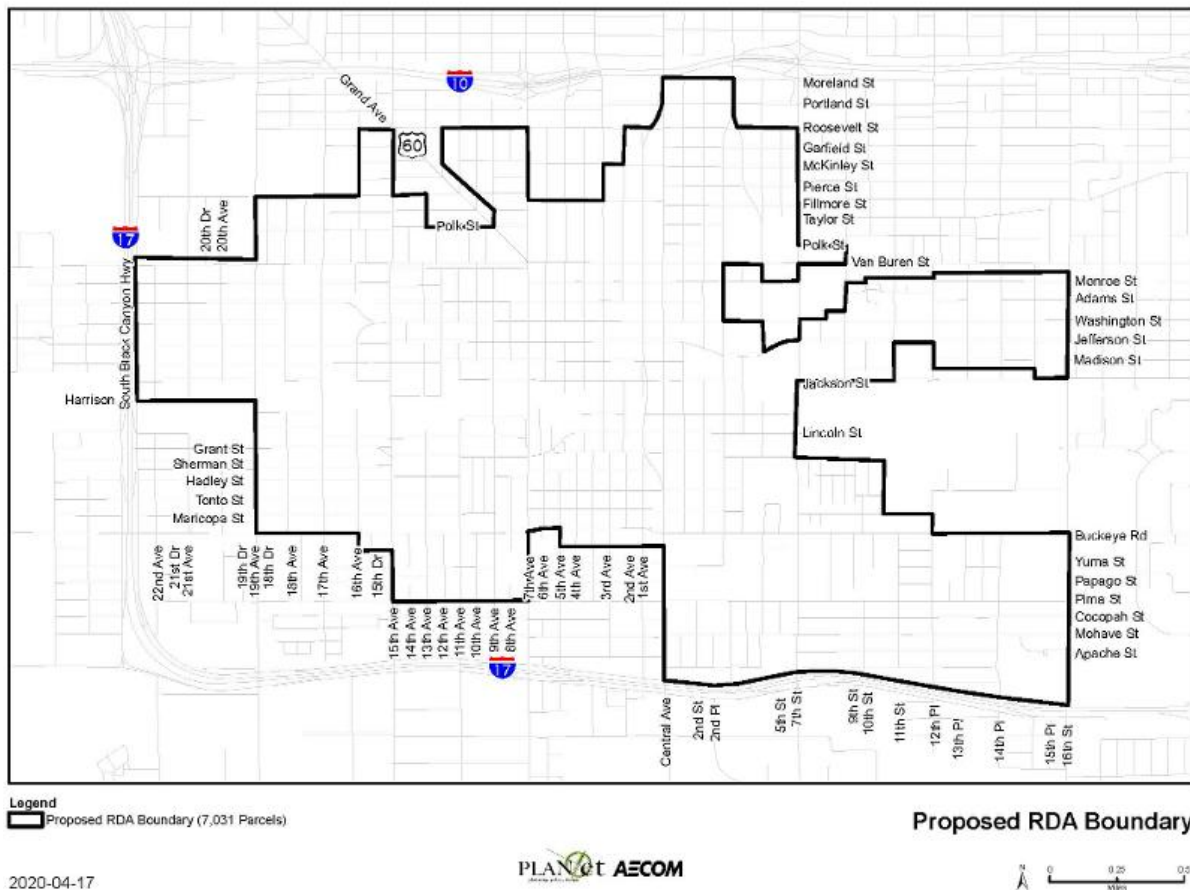 10
Grand Ave
60
Moreland St
Portland St
Roosevelt St
Garfield St
McKinley St
Pierce St
Fillmore St
Taylor St
Polk St
Polk St
Van Buren St
17
20th Dr
20th Ave
South Black Canyon Hwy
Monroe St
Adams St
Washington St
Jefferson St
Madison St
Jackson St
Harrison
Lincoln St
Grant St
Sherman St
Hadley St
Tonto St
Maricopa St
Buckeye Rd
Yuma St
Papago St
Pima St
Cocopah St
Mohave St
Apache St
22nd Ave
21st Dr
21st Ave
19th Dr
19th Ave
18th Dr
18th Ave
17th Ave
16th Ave
15th Dr
15th Ave
14th Ave
13th Ave
12th Ave
11th Ave
10th Ave
9th Ave
8th Ave
7th Ave
6th Ave
5th Ave
4th Ave
3rd Ave
2nd Ave
1st Ave
17
Central Ave
2nd St
2nd Pl
5th St
7th St
9th St
10th St
11th St
12th Pl
13th Pl
14th Pl
15th Pl
16th St
Legend
Proposed RDA Boundary (7,031 Parcels)
Proposed RDA Boundary
2020-04-17
PLAN*et AECOM
N
0 0.25 0.5
Miles